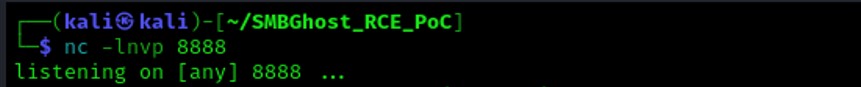 ┌──(kali㉿kali)-[~/SMBGhost_RCE_PoC]
└─$ nc -lnvp 8888
listening on [any] 8888 ...